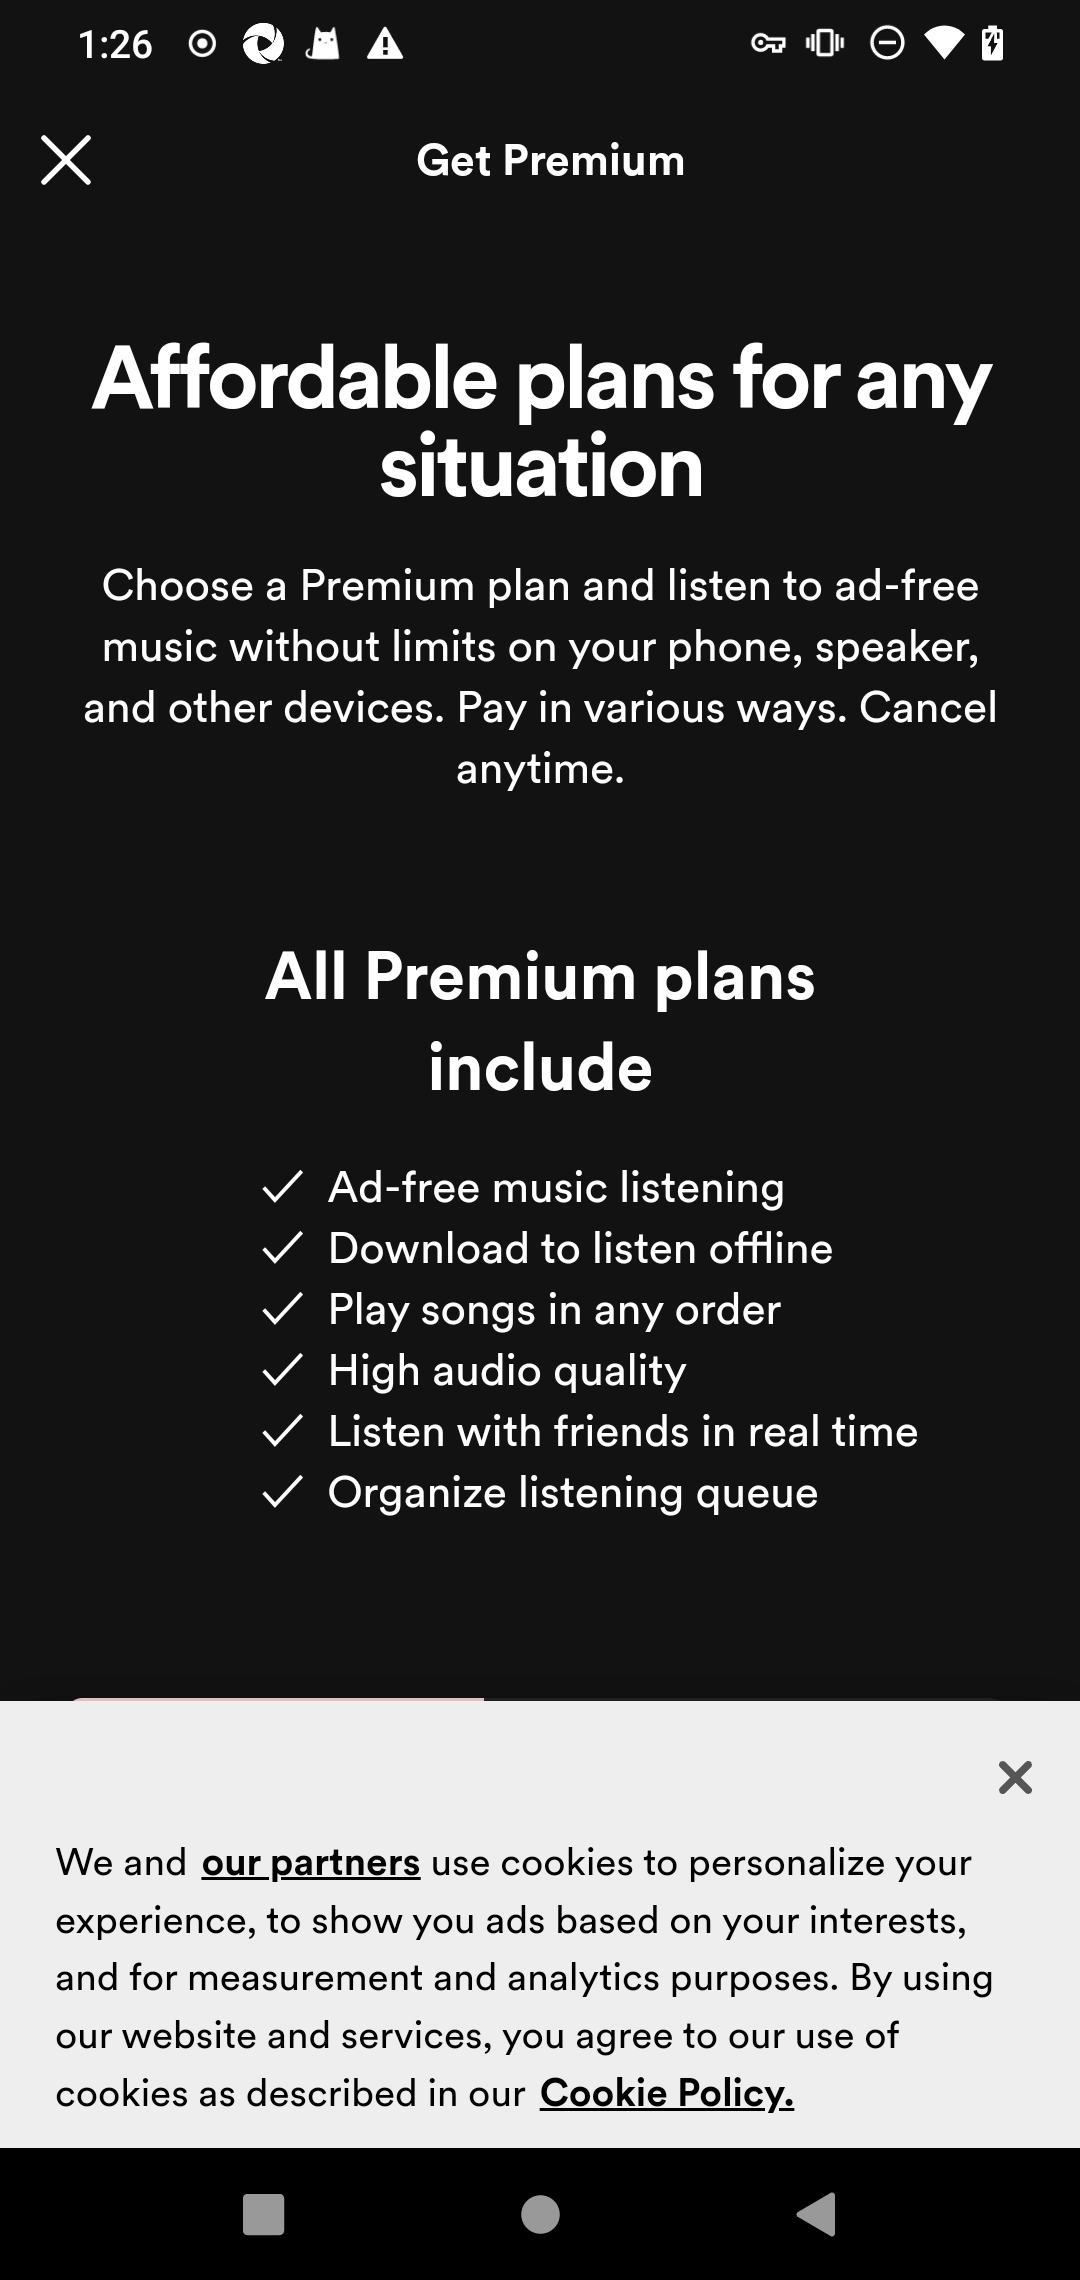 1:26
Get Premium
Affordable plans for any
situation
Choose a Premium plan and listen to ad-free
music without limits on your phone, speaker,
and other devices. Pay in various ways. Cancel
anytime.
All Premium plans
include
Ad-free music listening
Download to listen offline
Play songs in any order
High audio quality
Listen with friends in real time
Organize listening queue
We and our partners use cookies to personalize your
experience, to show you ads based on your interests,
and for measurement and analytics purposes. By using
our website and services, you agree to our use of
cookies as described in our Cookie Policy.